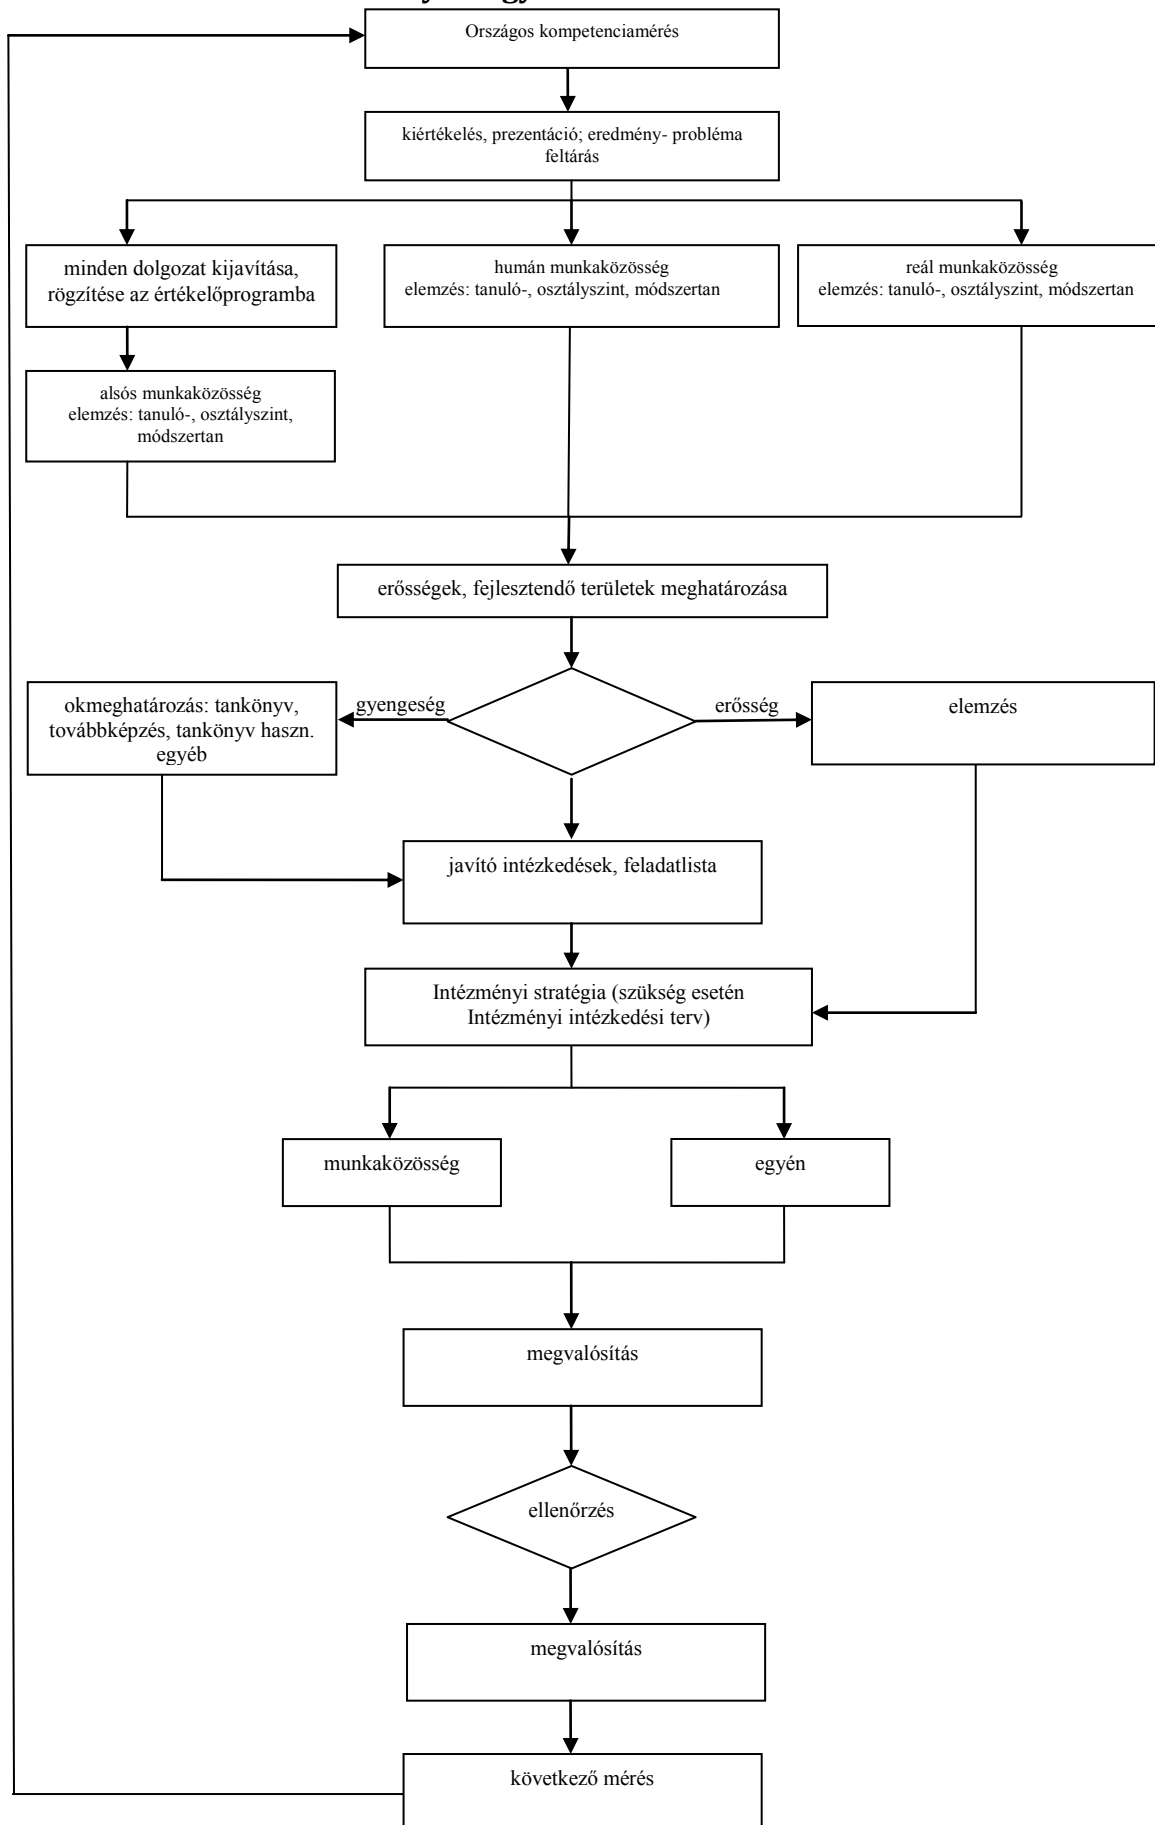 Országos kompetenciamérés
kiértékelés, prezentáció; eredmény- probléma
feltárás
minden dolgozat kijavítása,
rögzítése az értékelőprogramba
humán munkaközösség
elemzés: tanuló-, osztályszint, módszertan
reál munkaközösség
elemzés: tanuló-, osztályszint, módszertan
alsós munkaközösség
elemzés: tanuló-, osztályszint,
módszertan
erősségek, fejlesztendő területek meghatározása
okmeghatározás: tankönyv,
továbbképzés, tankönyv haszn.
egyéb
gyengeség
erősség
elemzés
javító intézkedések, feladatlista
Intézményi stratégia (szükség esetén
Intézményi intézkedési terv)
munkaközösség
egyén
megvalósítás
ellenőrzés
megvalósítás
következő mérés